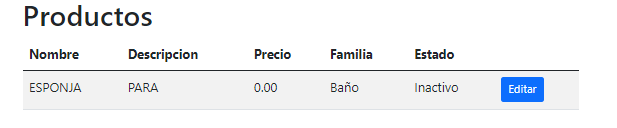 Productos
Nombre Descripcion Precio Familia Estado
ESPONJA PARA 0.00 Baño Inactivo Editar